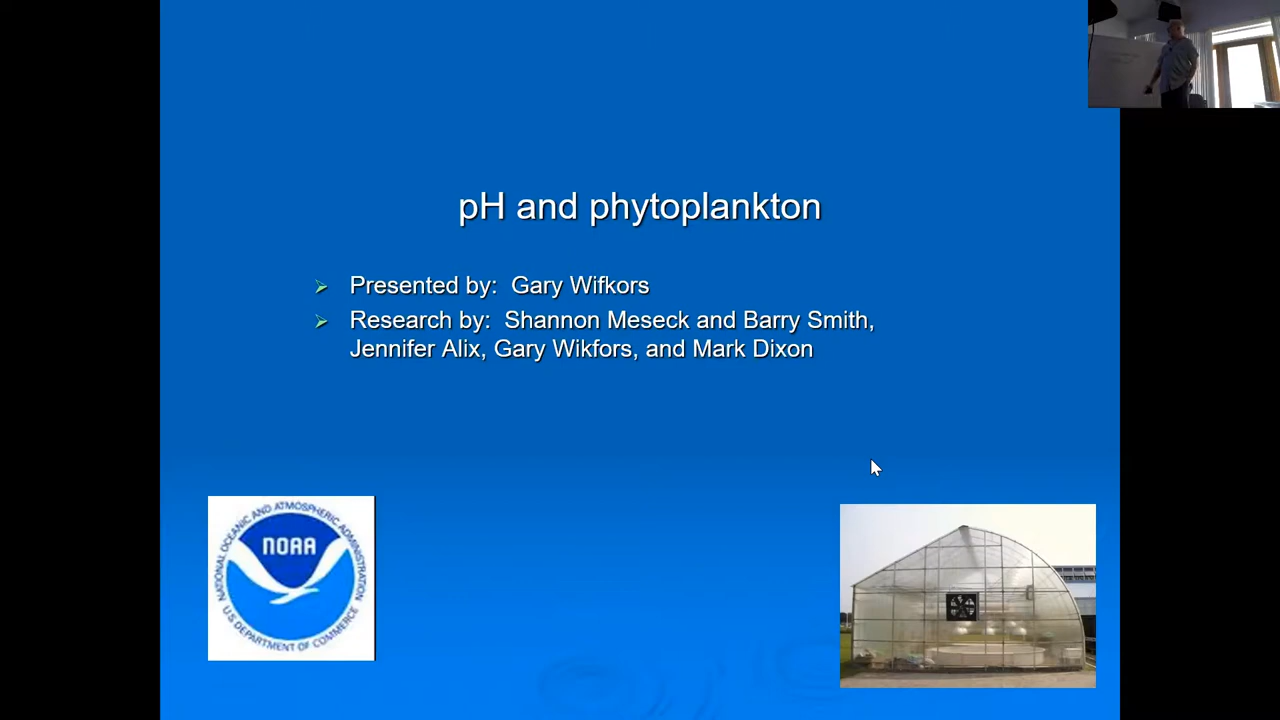 pH and phytoplankton
Presented by: Gary Wifkors
Research by: Shannon Meseck and Barry Smith,
Jennifer Alix, Gary Wikfors, and Mark Dixon
NATIONAL OCEANIC AND ATMOSPHERIC ADMINISTRATION
NOAA
U.S. DEPARTMENT OF COMMERCE